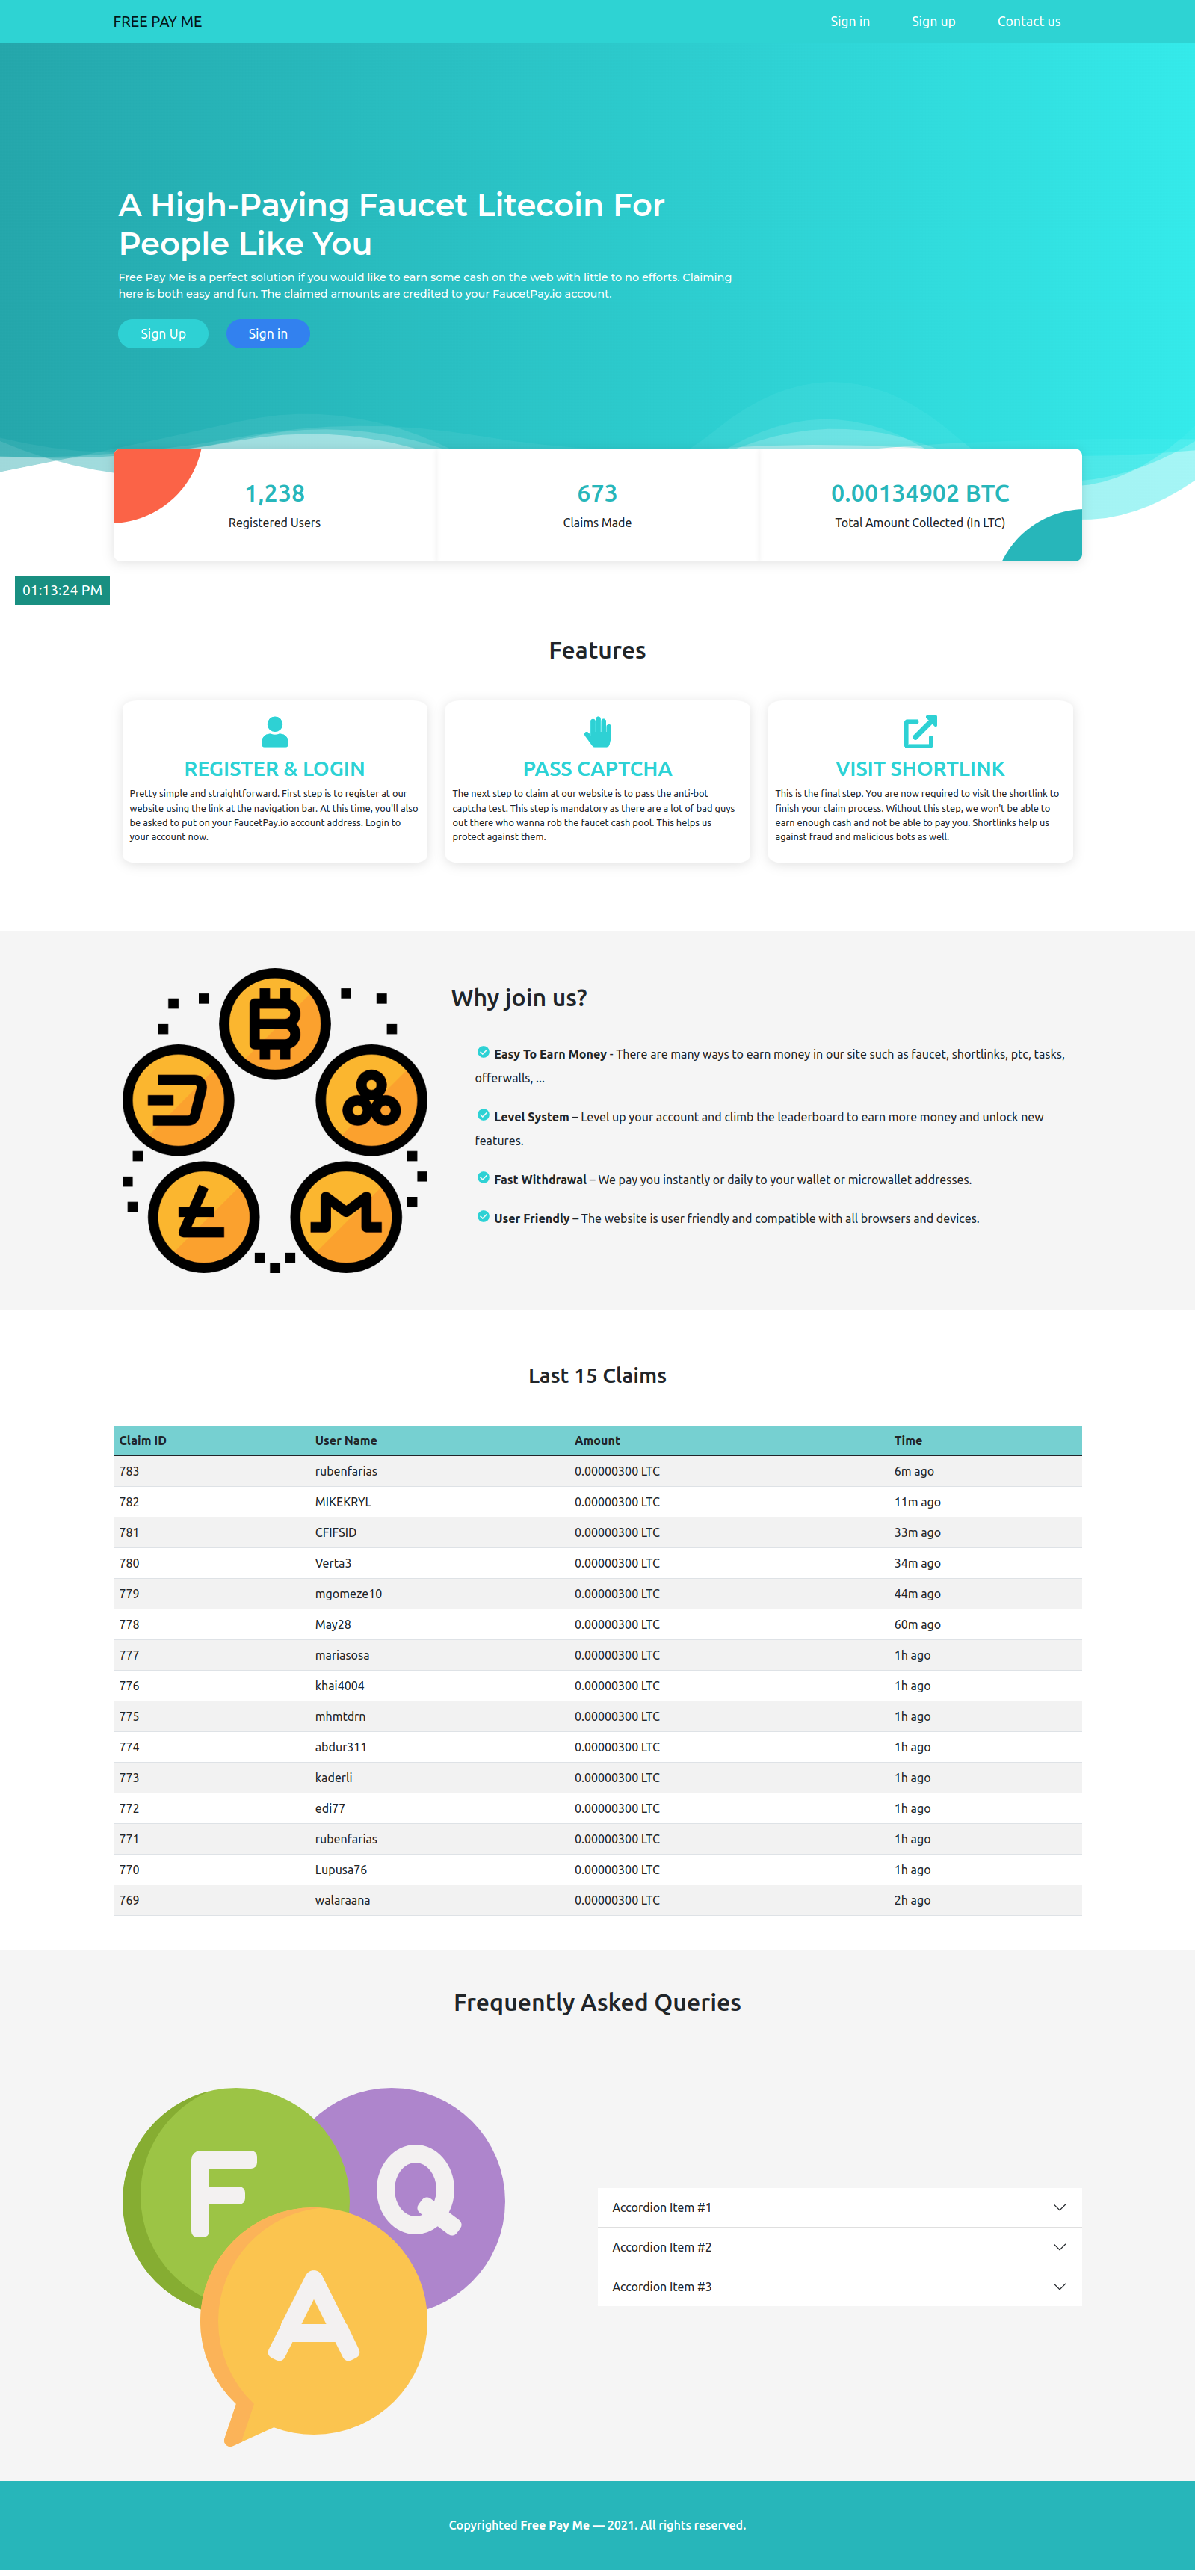 FREE PAY ME
Sign in Sign up Contact us
A High-Paying Faucet Litecoin For
People Like You
Free Pay Me is a perfect solution if you would like to earn some cash on the web with little to no efforts. Claiming
here is both easy and fun. The claimed amounts are credited to your FaucetPay.io account.
Sign Up Sign in
1,238
Registered Users
673
Claims Made
0.00134902 BTC
Total Amount Collected (In LTC)
01:13:24 PM
Features
REGISTER & LOGIN
Pretty simple and straightforward. First step is to register at our
website using the link at the navigation bar. At this time, you'll also
be asked to put on your FaucetPay.io account address. Login to
your account now.
PASS CAPTCHA
The next step to claim at our website is to pass the anti-bot
captcha test. This step is mandatory as there are a lot of bad guys
out there who wanna rob the faucet cash pool. This helps us
protect against them.
VISIT SHORTLINK
This is the final step. You are now required to visit the shortlink to
finish your claim process. Without this step, we won't be able to
earn enough cash and not be able to pay you. Shortlinks help us
against fraud and malicious bots as well.
Why join us?
Easy To Earn Money - There are many ways to earn money in our site such as faucet, shortlinks, ptc, tasks,
offerwalls, ...
Level System – Level up your account and climb the leaderboard to earn more money and unlock new
features.
Fast Withdrawal – We pay you instantly or daily to your wallet or microwallet addresses.
User Friendly – The website is user friendly and compatible with all browsers and devices.
Last 15 Claims
Claim ID User Name Amount Time
783 rubenfarias 0.00000300 LTC 6m ago
782 MIKEKRYL 0.00000300 LTC 11m ago
781 CFIFSID 0.00000300 LTC 33m ago
780 Verta3 0.00000300 LTC 34m ago
779 mgomeze10 0.00000300 LTC 44m ago
778 May28 0.00000300 LTC 60m ago
777 mariasosa 0.00000300 LTC 1h ago
776 khai4004 0.00000300 LTC 1h ago
775 mhmtdrn 0.00000300 LTC 1h ago
774 abdur311 0.00000300 LTC 1h ago
773 kaderli 0.00000300 LTC 1h ago
772 edi77 0.00000300 LTC 1h ago
771 rubenfarias 0.00000300 LTC 1h ago
770 Lupusa76 0.00000300 LTC 1h ago
769 walaraana 0.00000300 LTC 2h ago
Frequently Asked Queries
F Q
A
Accordion Item #1
Accordion Item #2
Accordion Item #3
Copyrighted Free Pay Me — 2021. All rights reserved.